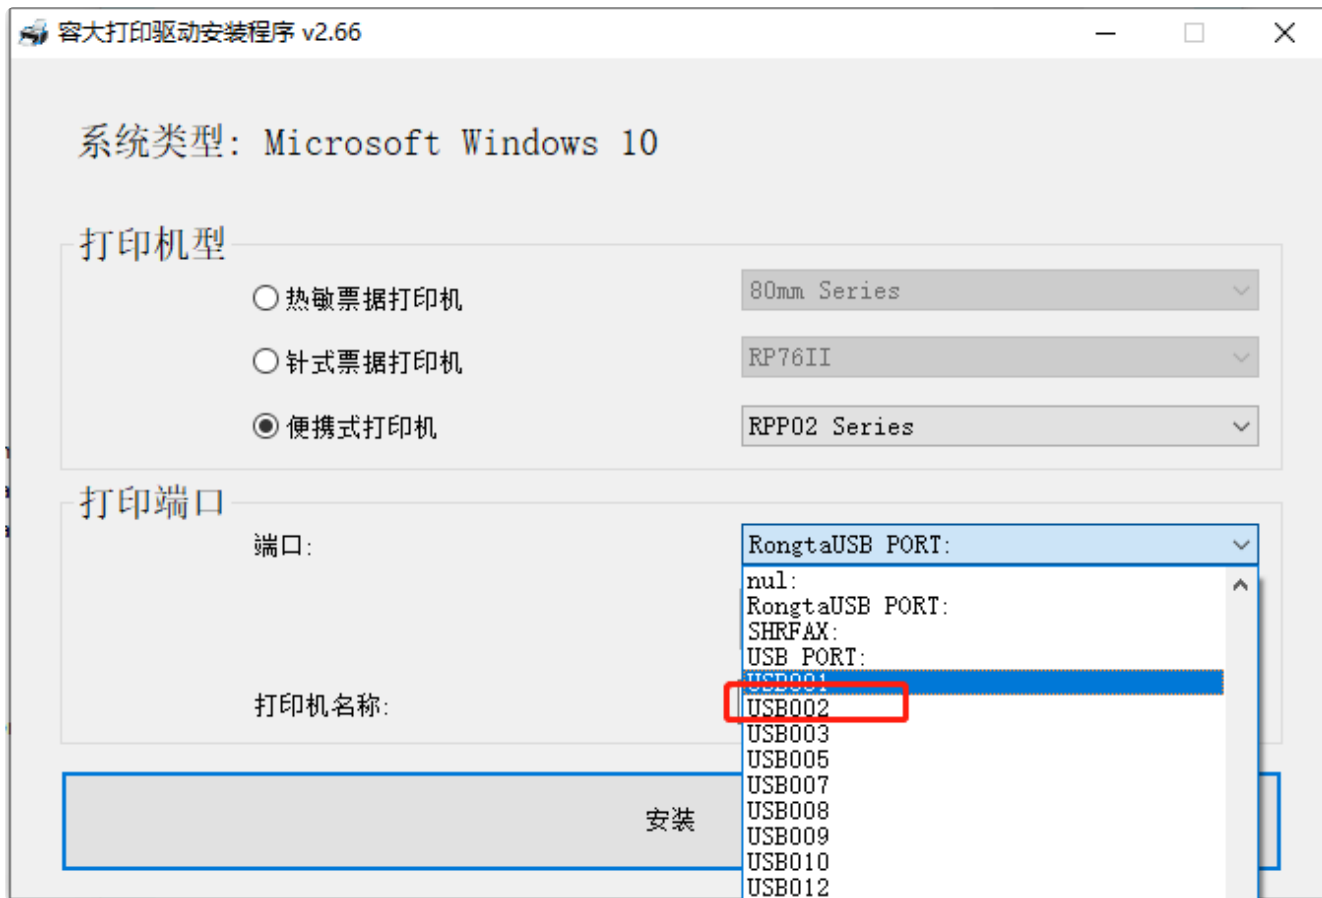 容大打印驱动安装程序 v2.66
系统类型: Microsoft Windows 10
打印机型
热敏票据打印机 80mm Series
针式票据打印机 RP76II
便携式打印机 RPP02 Series
打印端口
端口: RongtaUSB PORT:
nul:
RongtaUSB PORT:
SHRFAX:
USB PORT:
USB001
打印机名称: USB002
USB003
USB005
USB007
USB008
安装
USB009
USB010
USB012